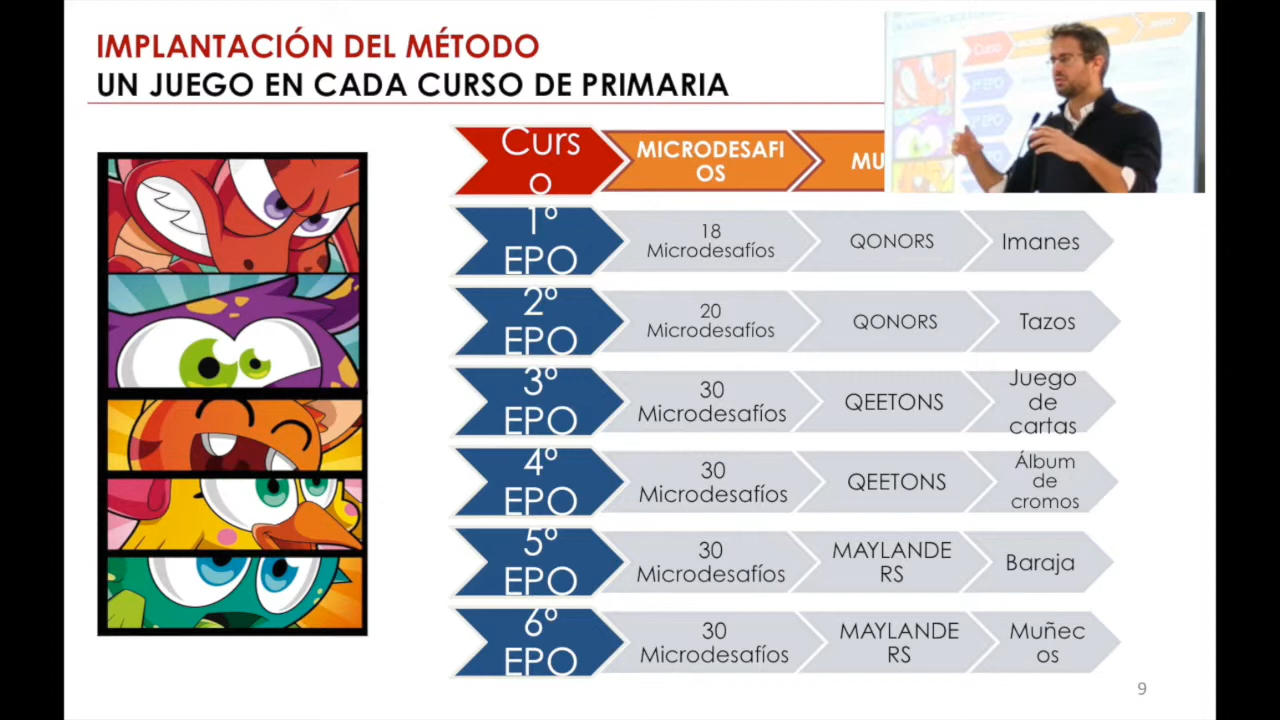 IMPLANTACIÓN DEL MÉTODO
UN JUEGO EN CADA CURSO DE PRIMARIA
Curs
o
MICRODESAFI
OS
MU
1º
EPO
18
Microdesafíos
QONORS
Imanes
2º
EPO
20
Microdesafíos
QONORS
Tazos
3º
EPO
30
Microdesafíos
QEETONS
Juego
de
cartas
4º
EPO
30
Microdesafíos
QEETONS
Álbum
de
cromos
5º
EPO
30
Microdesafíos
MAYLANDE
RS
Baraja
6º
EPO
30
Microdesafíos
MAYLANDE
RS
Muñec
os
9